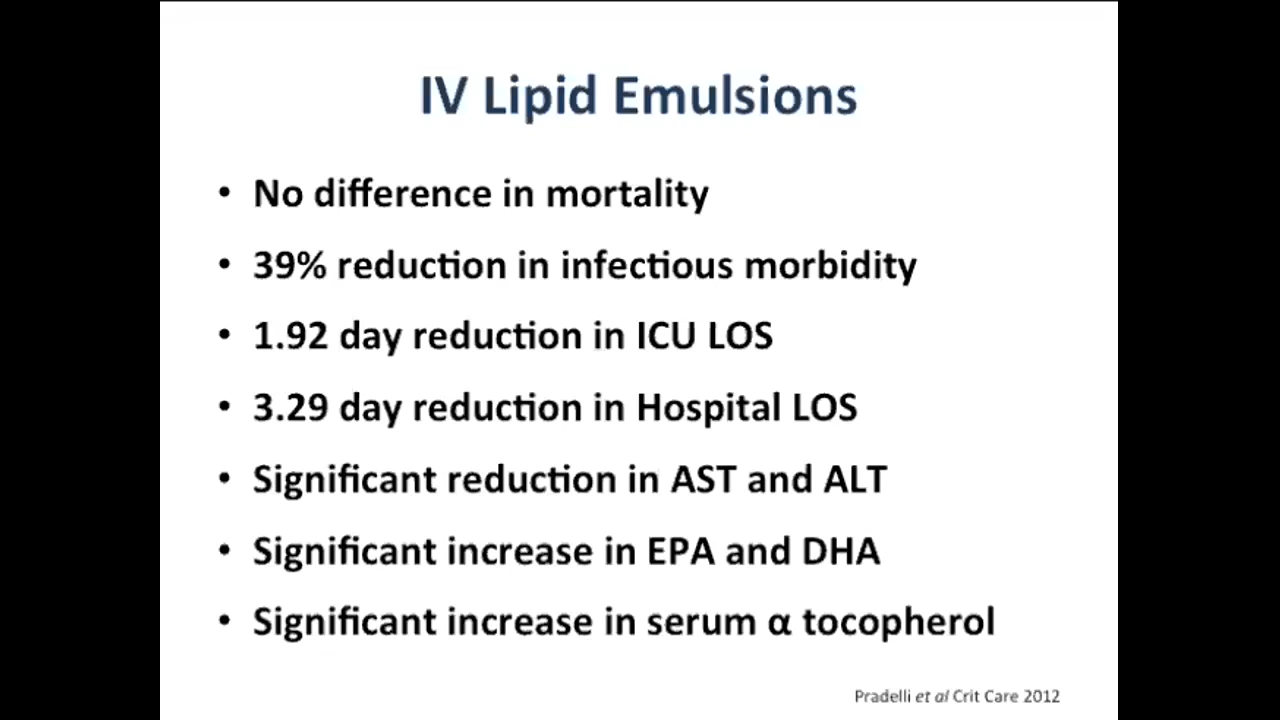 IV Lipid Emulsions
• No difference in mortality
• 39% reduction in infectious morbidity
• 1.92 day reduction in ICU LOS
• 3.29 day reduction in Hospital LOS
• Significant reduction in AST and ALT
• Significant increase in EPA and DHA
• Significant increase in serum α tocopherol
Pradelli et al Crit Care 2012